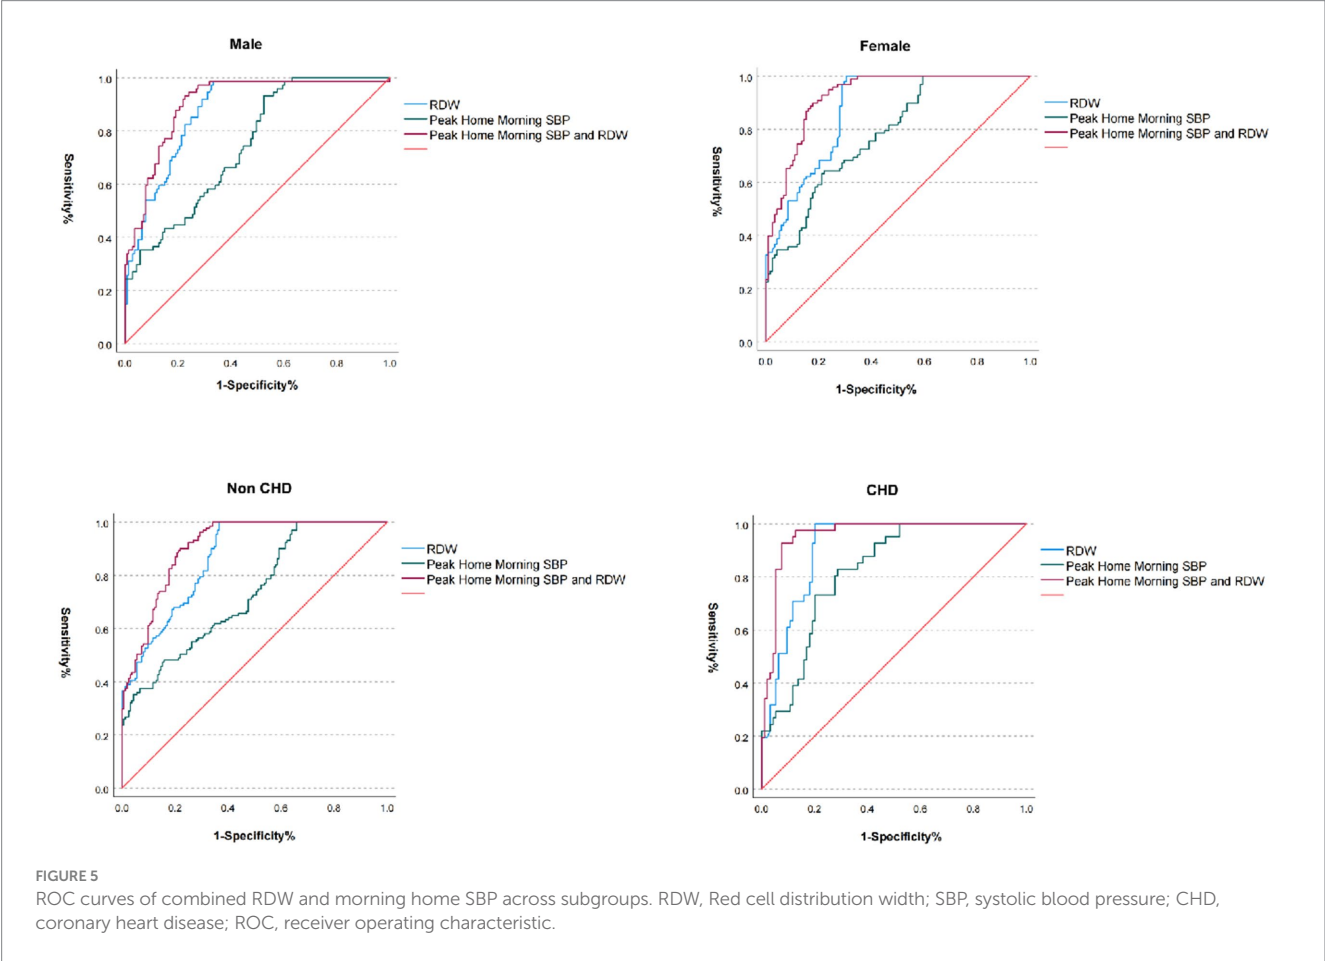 Male
1.0
0.8
0.6
0.4
0.2
0.0
Sensitivity%
0.0 0.2 0.4 0.6 0.8 1.0
1-Specificity%
RDW
Peak Home Morning SBP
Peak Home Morning SBP and RDW
Female
1.0
0.8
0.6
0.4
0.2
0.0
Sensitivity%
0.0 0.2 0.4 0.6 0.8 1.0
1-Specificity%
RDW
Peak Home Morning SBP
Peak Home Morning SBP and RDW
Non CHD
1.0
0.8
0.6
0.4
0.2
0.0
Sensitivity%
0.0 0.2 0.4 0.6 0.8 1.0
1-Specificity%
RDW
Peak Home Morning SBP
Peak Home Morning SBP and RDW
CHD
1.0
0.8
0.6
0.4
0.2
0.0
Sensitivity%
0.0 0.2 0.4 0.6 0.8 1.0
1-Specificity%
RDW
Peak Home Morning SBP
Peak Home Morning SBP and RDW
FIGURE 5
ROC curves of combined RDW and morning home SBP across subgroups. RDW, Red cell distribution width; SBP, systolic blood pressure; CHD,
coronary heart disease; ROC, receiver operating characteristic.